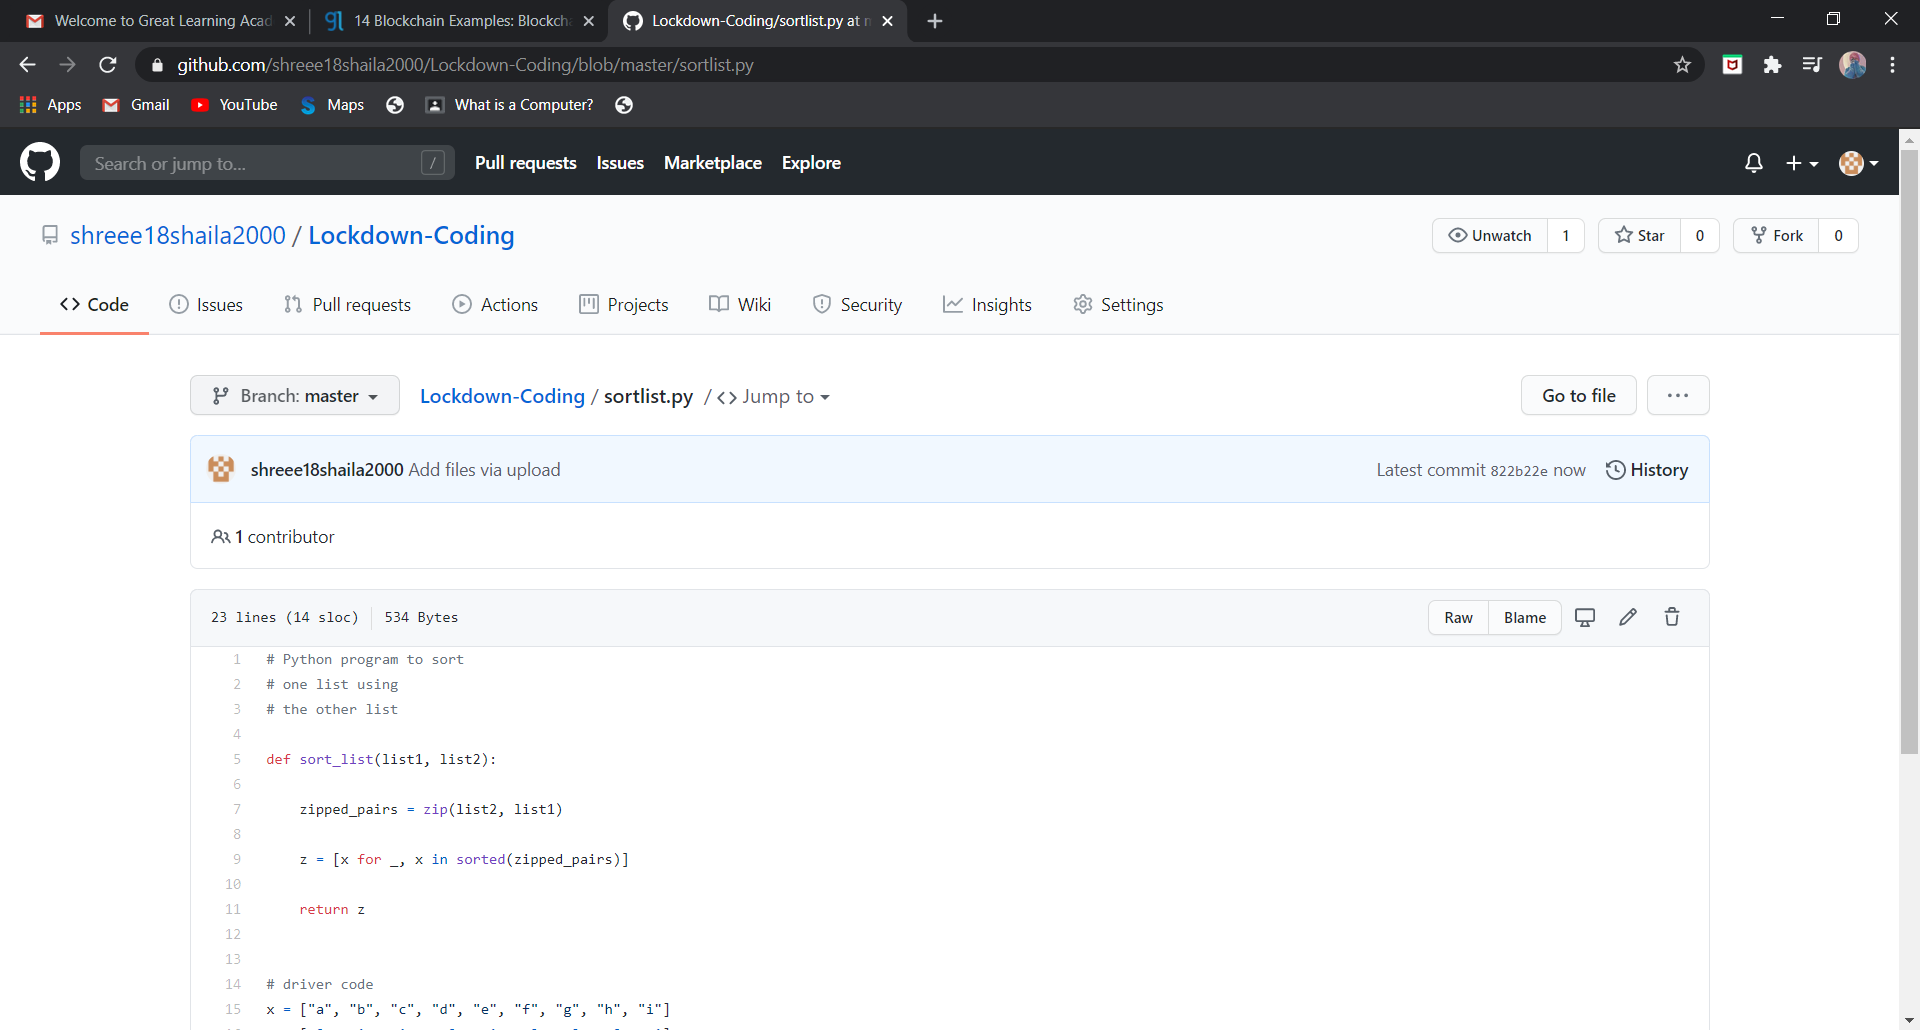 Welcome to Great Learning Acad
14 Blockchain Examples: Blockch
Lockdown-Coding/sortlist.py at m
github.com/shreee18shaila2000/Lockdown-Coding/blob/master/sortlist.py
Apps Gmail YouTube Maps What is a Computer?
Search or jump to... / Pull requests Issues Marketplace Explore
shreee18shaila2000 / Lockdown-Coding Unwatch 1 Star 0 Fork 0
Code Issues Pull requests Actions Projects Wiki Security Insights Settings
Branch: master Lockdown-Coding / sortlist.py / <> Jump to Go to file ...
shreee18shaila2000 Add files via upload Latest commit 822b22e now History
1 contributor
23 lines (14 sloc) 534 Bytes Raw Blame
1 # Python program to sort
2 # one list using
3 # the other list
4
5 def sort_list(list1, list2):
6
7 zipped_pairs = zip(list2, list1)
8
9 z = [x for _, x in sorted(zipped_pairs)]
10
11 return z
12
13
14 # driver code
15 x = ["a", "b", "c", "d", "e", "f", "g", "h", "i"]